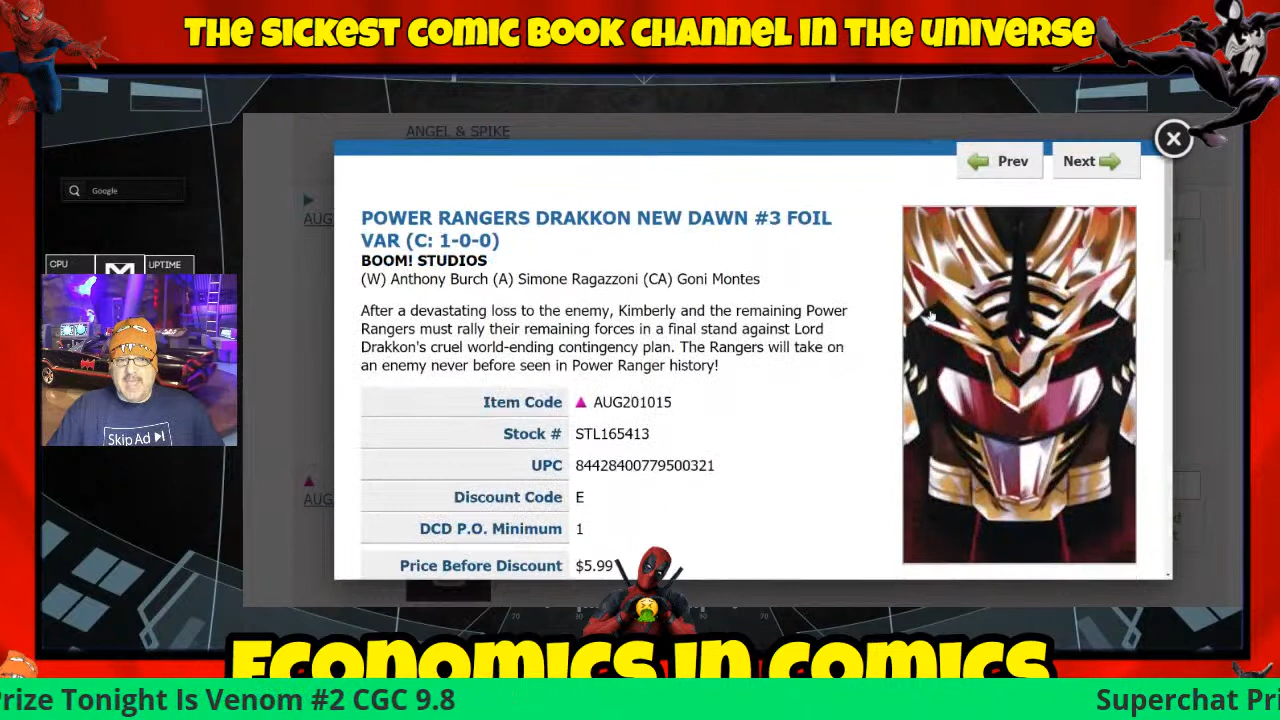 THE SICKEST COMIC BOOK CHANNEL IN THE UNIVERSE
ANGEL & SPIKE
Prev
Next
Google
AUG
POWER RANGERS DRAKKON NEW DAWN #3 FOIL
VAR (C: 1-0-0)
BOOM! STUDIOS
(W) Anthony Burch (A) Simone Ragazzoni (CA) Goni Montes
CPU
UPTIME
After a devastating loss to the enemy, Kimberly and the remaining Power
Rangers must rally their remaining forces in a final stand against Lord
Drakkon's cruel world-ending contingency plan. The Rangers will take on
an enemy never before seen in Power Ranger history!
Item Code AUG201015
Stock # STL165413
Skip Ad
UPC 84428400779500321
AUG
Discount Code E
DCD P.O. Minimum 1
Price Before Discount $5.99
ECONOMICS IN COMICS
Prize Tonight Is Venom #2 CGC 9.8
Superchat Pri